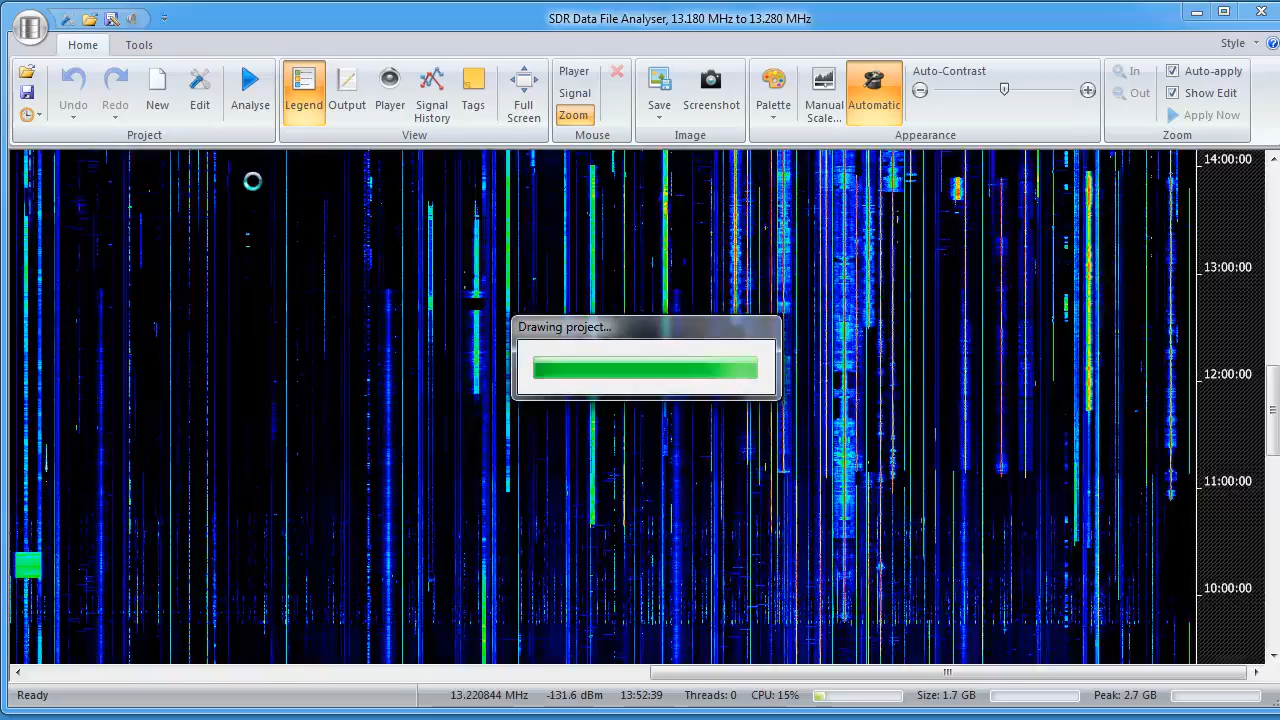 SDR Data File Analyser, 13.180 MHz to 13.280 MHz
Home Tools Style
Undo Redo New Edit Analyse
Project
Legend Output Player Signal History Tags Full Screen
View
Player
Signal
Zoom
Mouse
Save Screenshot
Image
Palette Manual Scale... Automatic
Auto-Contrast
Appearance
In Auto-apply
Out Show Edit
Apply Now
Zoom
14:00:00
13:00:00
Drawing project...
12:00:00
11:00:00
10:00:00
Ready 13.220844 MHz -131.6 dBm 13:52:39 Threads: 0 CPU: 15% Size: 1.7 GB Peak: 2.7 GB